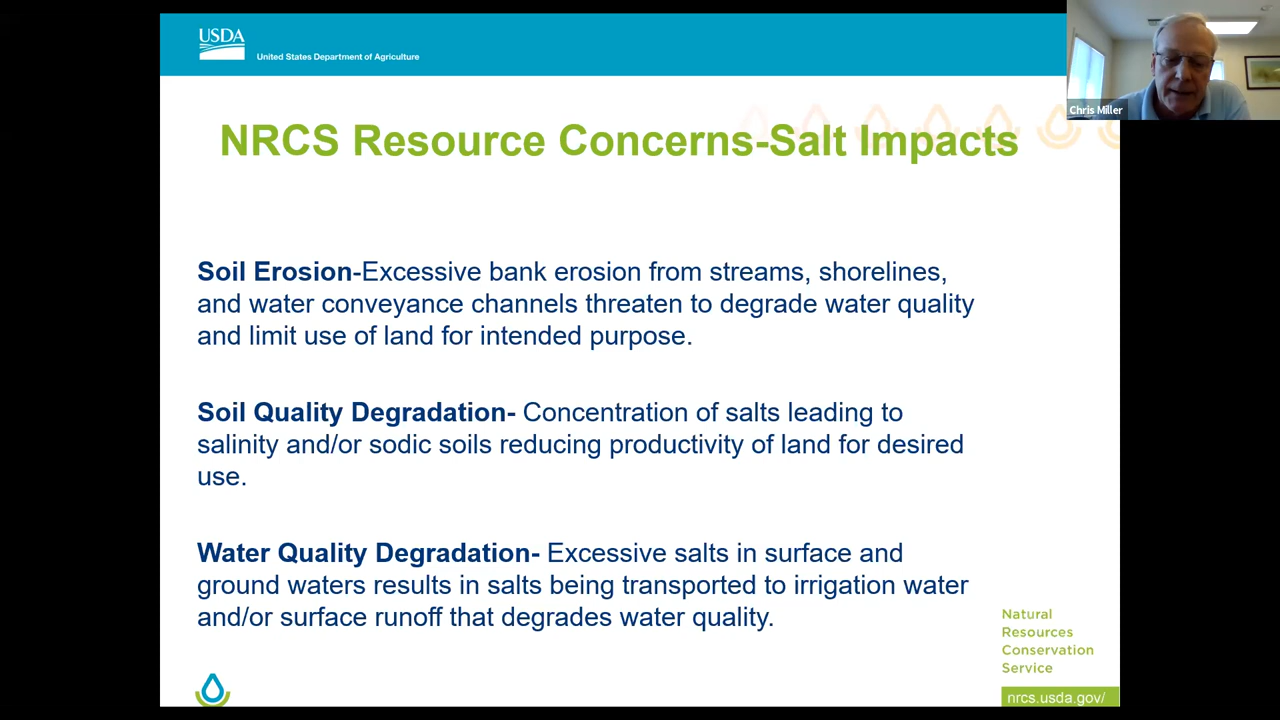 USDA
United States Department of Agriculture
Chris Miller
NRCS Resource Concerns-Salt Impacts
Soil Erosion-Excessive bank erosion from streams, shorelines,
and water conveyance channels threaten to degrade water quality
and limit use of land for intended purpose.
Soil Quality Degradation- Concentration of salts leading to
salinity and/or sodic soils reducing productivity of land for desired
use.
Water Quality Degradation- Excessive salts in surface and
ground waters results in salts being transported to irrigation water
and/or surface runoff that degrades water quality.
Natural
Resources
Conservation
Service
nrcs.usda.gov/